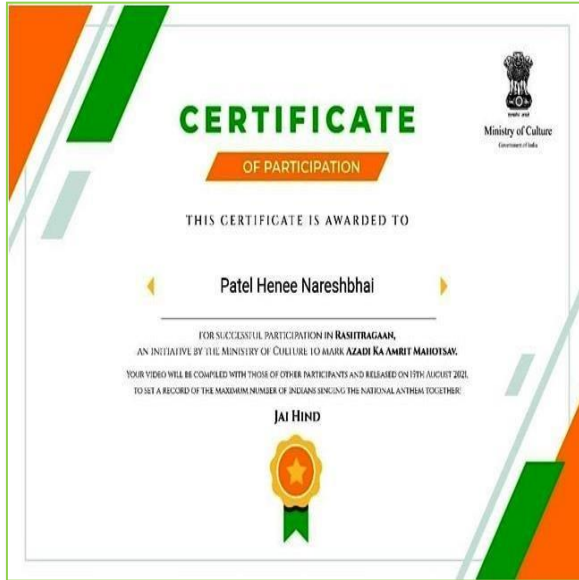 CERTIFICATE
OF PARTICIPATION
Ministry of Culture
Government of India
THIS CERTIFICATE IS AWARDED TO
Patel Henee Nareshbhai
FOR SUCCESSFUL PARTICIPATION IN RASHTRAGAAN,
AN INITIATIVE BY THE MINISTRY OF CULTURE TO MARK AZADI KA AMRIT MAHOTSAV.
YOUR VIDEO WILL BE COMPILED WITH THOSE OF OTHER PARTICIPANTS AND RELEASED ON 15TH AUGUST 2021,
TO SET A RECORD OF THE MAXIMUM NUMBER OF INDIANS SINGING THE NATIONAL ANTHEM TOGETHER!
JAI HIND